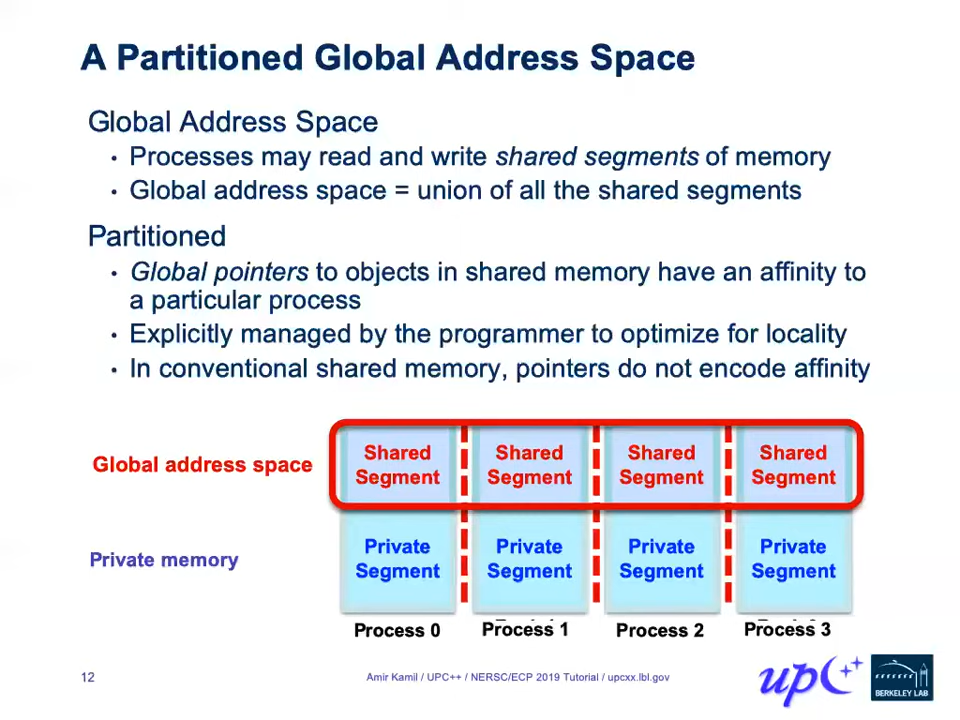 A Partitioned Global Address Space
Global Address Space
• Processes may read and write shared segments of memory
• Global address space = union of all the shared segments
Partitioned
• Global pointers to objects in shared memory have an affinity to
a particular process
• Explicitly managed by the programmer to optimize for locality
• In conventional shared memory, pointers do not encode affinity
Global address space
Shared Segment
Shared Segment
Shared Segment
Shared Segment
Private memory
Private Segment
Private Segment
Private Segment
Private Segment
Process 0
Process 1
Process 2
Process 3
12
Amir Kamil / UPC++ / NERSC/ECP 2019 Tutorial / upcxx.lbl.gov
upC++
BERKELEY LAB